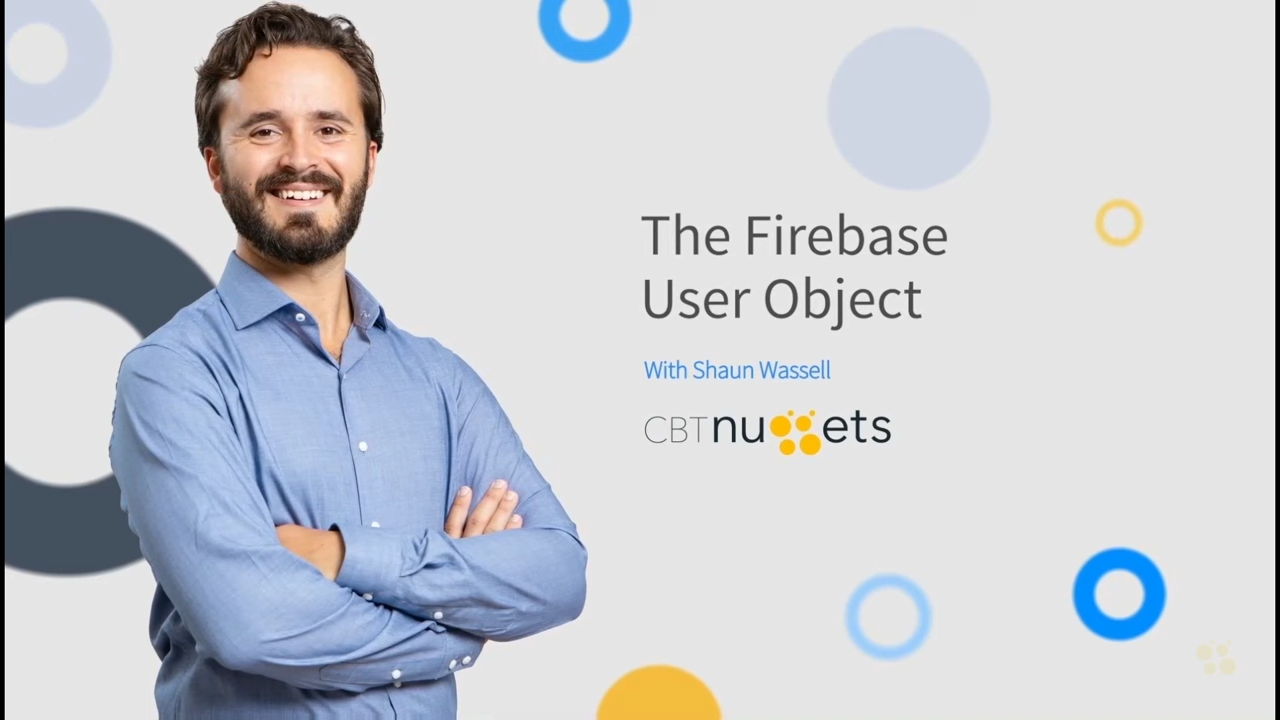 The Firebase
User Object
With Shaun Wassell
CBTnuggets